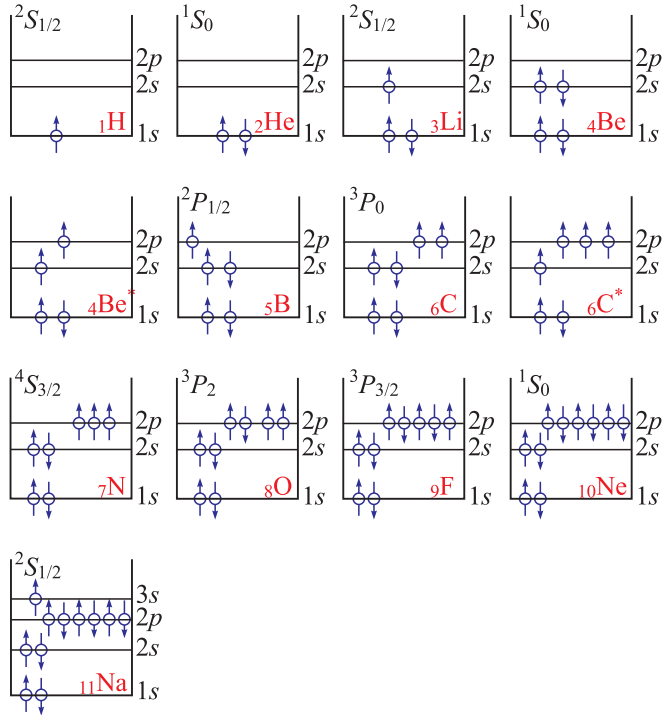 ²S₁/₂ ¹S₀ ²S₁/₂ ¹S₀
2p 2p 2p 2p
2s 2s 2s 2s
₁H 1s ₂He 1s ₃Li 1s ₄Be 1s
²P₁/₂ ³P₀
2p 2p 2p 2p
2s 2s 2s 2s
₄Be* 1s ₅B 1s ₆C 1s ₆C* 1s
⁴S₃/₂ ³P₂ ³P₃/₂ ¹S₀
2p 2p 2p 2p
2s 2s 2s 2s
₇N 1s ₈O 1s ₉F 1s ₁₀Ne 1s
²S₁/₂
3s
2p
2s
₁₁Na 1s